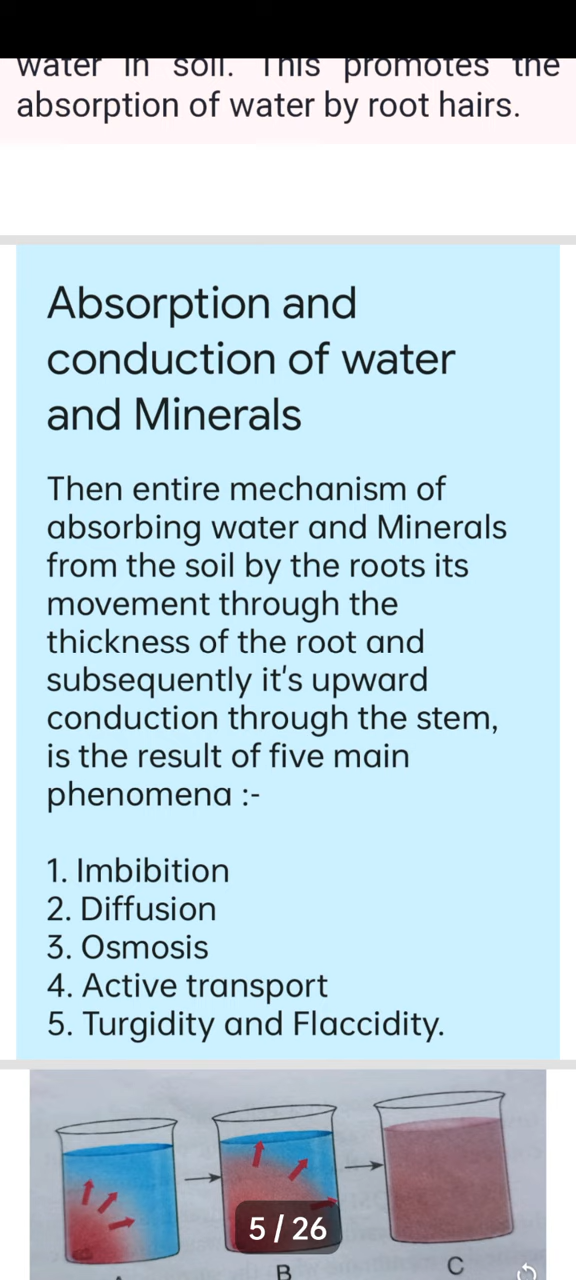 water in soil. This promotes the
absorption of water by root hairs.
Absorption and
conduction of water
and Minerals
Then entire mechanism of
absorbing water and Minerals
from the soil by the roots its
movement through the
thickness of the root and
subsequently it's upward
conduction through the stem,
is the result of five main
phenomena :-
1. Imbibition
2. Diffusion
3. Osmosis
4. Active transport
5. Turgidity and Flaccidity.
5 / 26
B
C